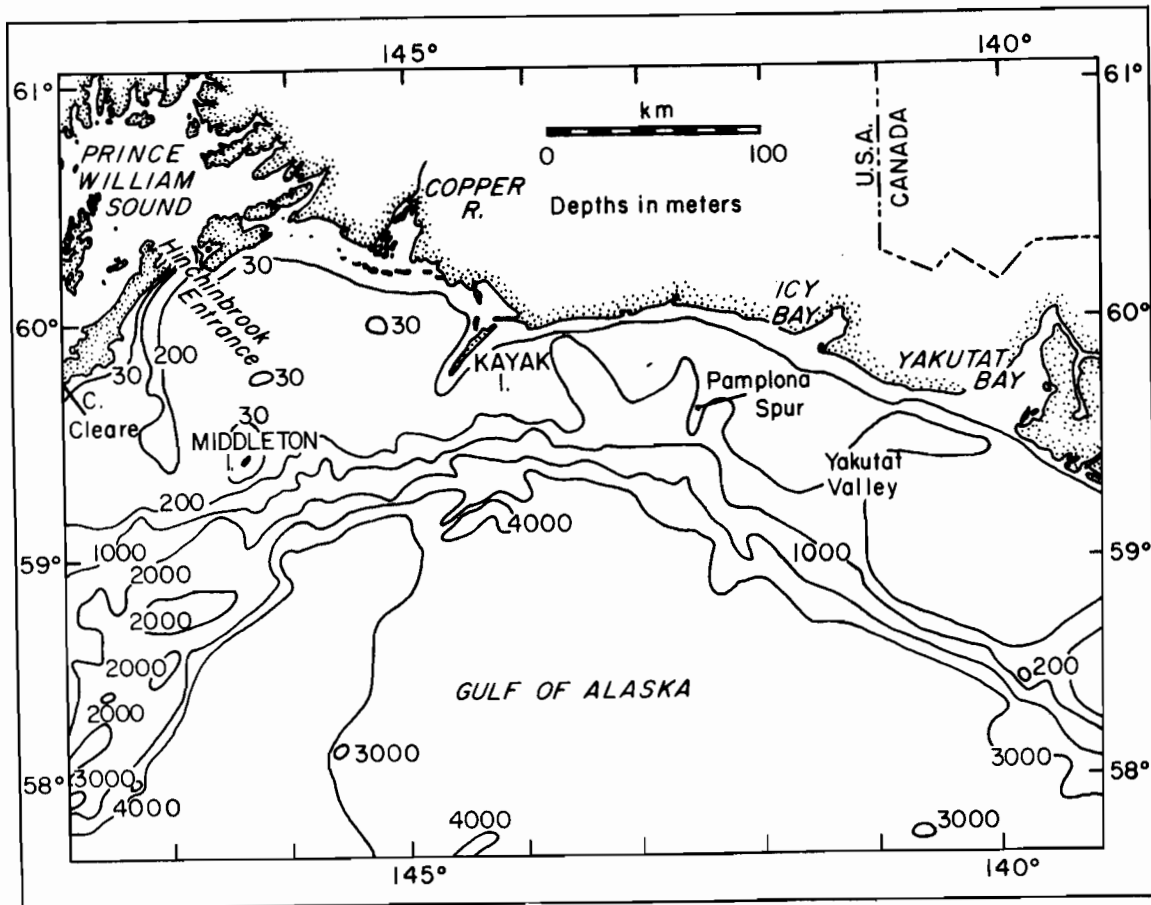 145°
140°
61°
61°
km
0 100
Depths in meters
U.S.A.
CANADA
PRINCE
WILLIAM
SOUND
COPPER
R.
Hinchinbrook
Entrance
30
200
30
30
30
30
60°
60°
ICY
BAY
YAKUTAT
BAY
KAYAK
I.
Pamplona
Spur
C.
Cleare
MIDDLETON
I.
Yakutat
Valley
200
1000
2000
4000
1000
59°
59°
2000
2000
2000
200
GULF OF ALASKA
3000
3000
3000
58°
58°
4000
4000
3000
145°
140°